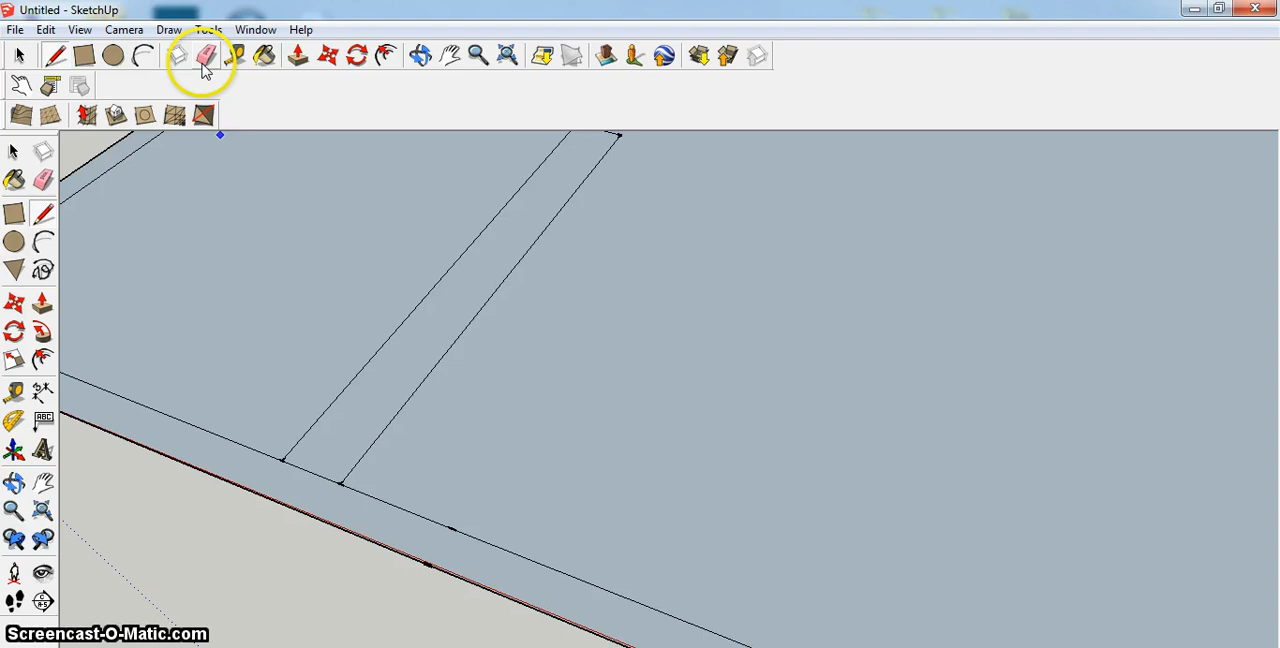 Untitled - SketchUp
File Edit View Camera Draw Tools Window Help
ABC
A
Screencast-O-Matic.com